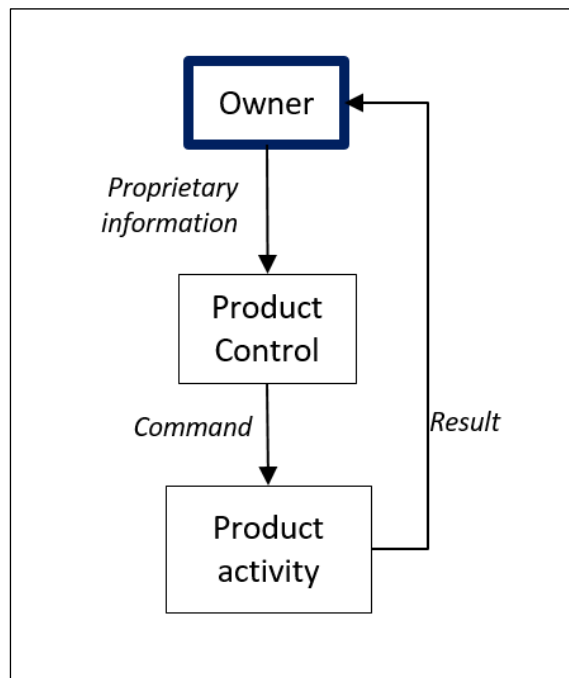 Owner
Proprietary
information
Product
Control
Command
Result
Product
activity